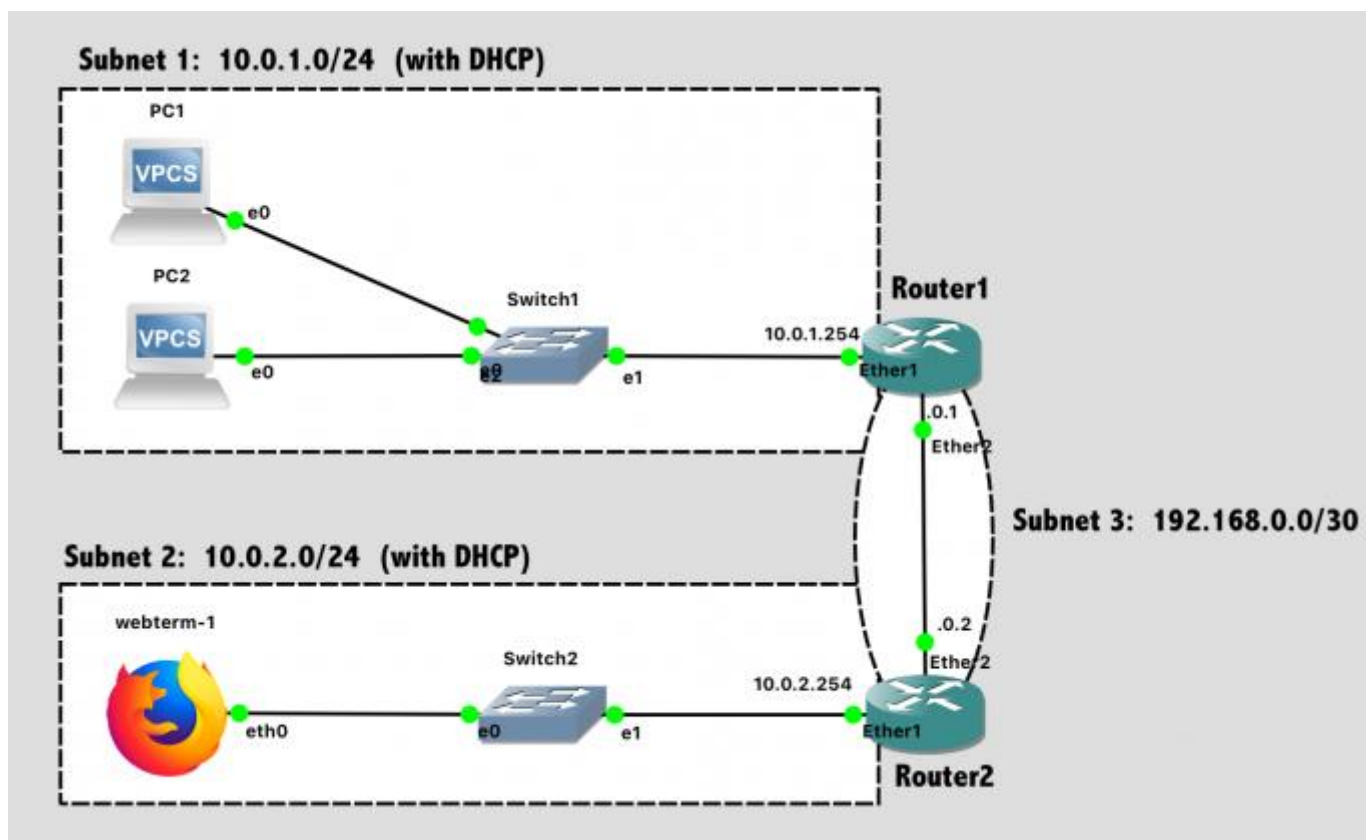 Subnet 1: 10.0.1.0/24 (with DHCP)
PC1
VPCS
e0
PC2
VPCS
e0
Switch1
e1
10.0.1.254
Ether1
Router1
.0.1
Ether2
Subnet 3: 192.168.0.0/30
Subnet 2: 10.0.2.0/24 (with DHCP)
webterm-1
eth0
Switch2
e0
e1
10.0.2.254
Ether1
.0.2
Ether2
Router2